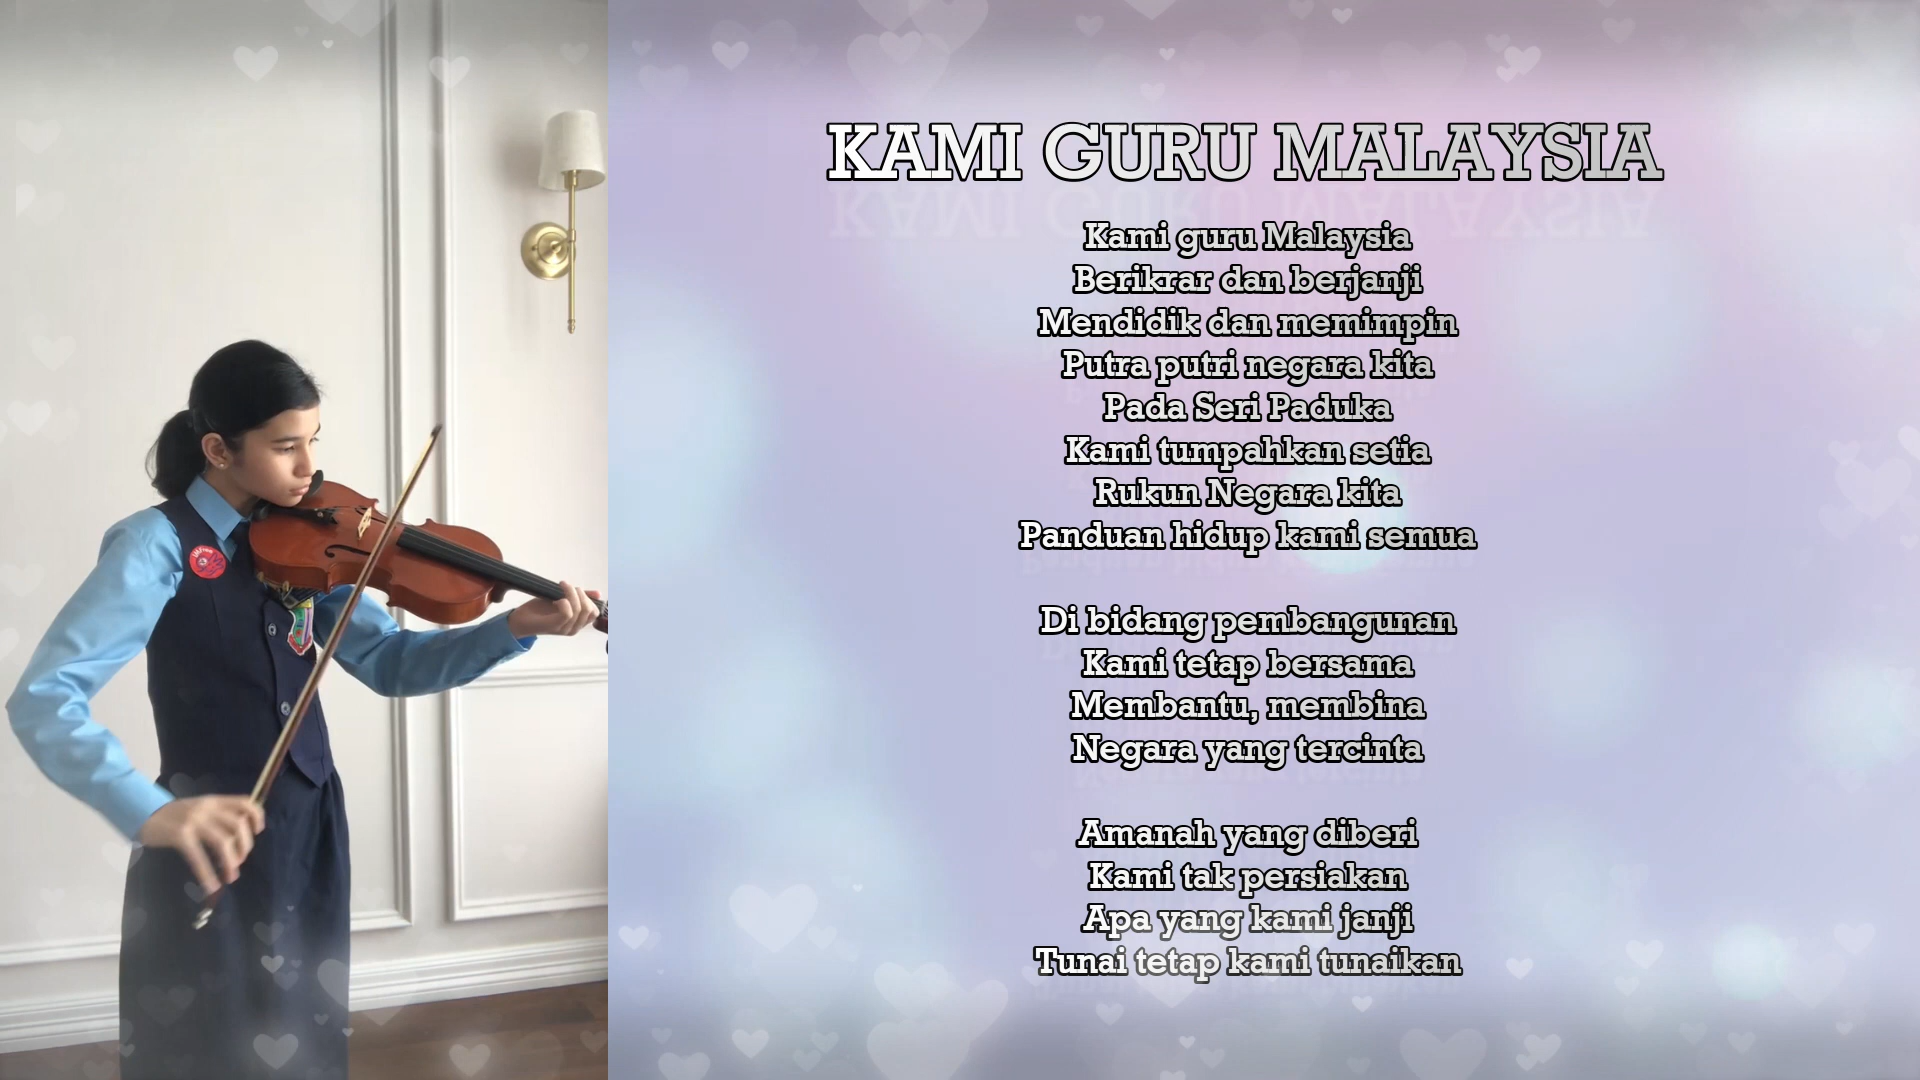 KAMI GURU MALAYSIA
Kami guru Malaysia
Berikrar dan berjanji
Mendidik dan memimpin
Putra putri negara kita
Pada Seri Paduka
Kami tumpahkan setia
Rukun Negara kita
Panduan hidup kami semua
Di bidang pembangunan
Kami tetap bersama
Membantu, membina
Negara yang tercinta
Amanah yang diberi
Kami tak persiakan
Apa yang kami janji
Tunai tetap kami tunaikan